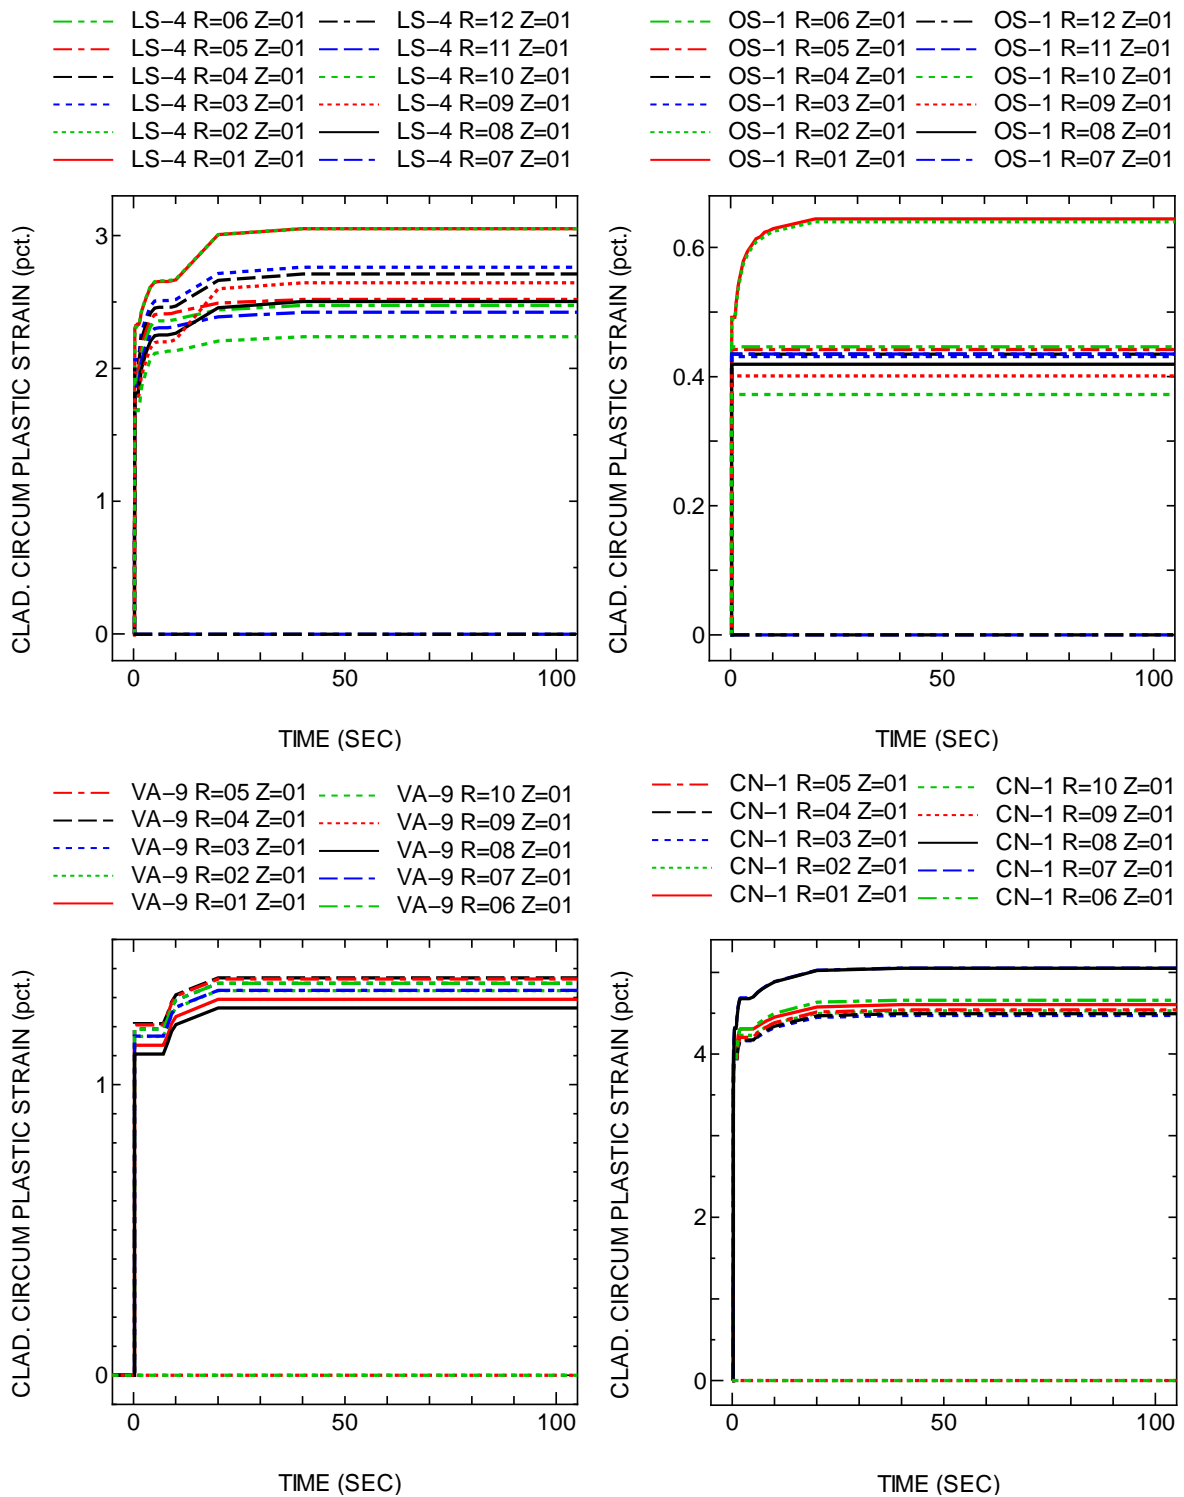 LS−4 R=06 Z=01 LS−4 R=12 Z=01
LS−4 R=05 Z=01 LS−4 R=11 Z=01
LS−4 R=04 Z=01 LS−4 R=10 Z=01
LS−4 R=03 Z=01 LS−4 R=09 Z=01
LS−4 R=02 Z=01 LS−4 R=08 Z=01
LS−4 R=01 Z=01 LS−4 R=07 Z=01
CLAD. CIRCUM PLASTIC STRAIN (pct.)
3
2
1
0
0 50 100
TIME (SEC)
OS−1 R=06 Z=01 OS−1 R=12 Z=01
OS−1 R=05 Z=01 OS−1 R=11 Z=01
OS−1 R=04 Z=01 OS−1 R=10 Z=01
OS−1 R=03 Z=01 OS−1 R=09 Z=01
OS−1 R=02 Z=01 OS−1 R=08 Z=01
OS−1 R=01 Z=01 OS−1 R=07 Z=01
CLAD. CIRCUM PLASTIC STRAIN (pct.)
0.6
0.4
0.2
0
0 50 100
TIME (SEC)
VA−9 R=05 Z=01 VA−9 R=10 Z=01
VA−9 R=04 Z=01 VA−9 R=09 Z=01
VA−9 R=03 Z=01 VA−9 R=08 Z=01
VA−9 R=02 Z=01 VA−9 R=07 Z=01
VA−9 R=01 Z=01 VA−9 R=06 Z=01
CLAD. CIRCUM PLASTIC STRAIN (pct.)
1
0
0 50 100
TIME (SEC)
CN−1 R=05 Z=01 CN−1 R=10 Z=01
CN−1 R=04 Z=01 CN−1 R=09 Z=01
CN−1 R=03 Z=01 CN−1 R=08 Z=01
CN−1 R=02 Z=01 CN−1 R=07 Z=01
CN−1 R=01 Z=01 CN−1 R=06 Z=01
CLAD. CIRCUM PLASTIC STRAIN (pct.)
4
2
0
0 50 100
TIME (SEC)